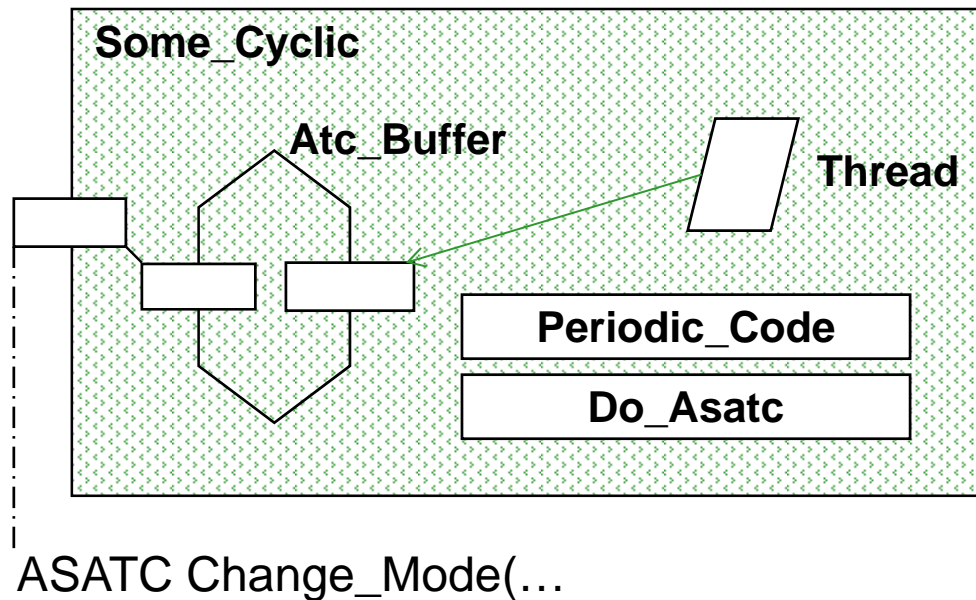 Some_Cyclic
Atc_Buffer
Thread
Periodic_Code
Do_Asatc
ASATC Change_Mode(…